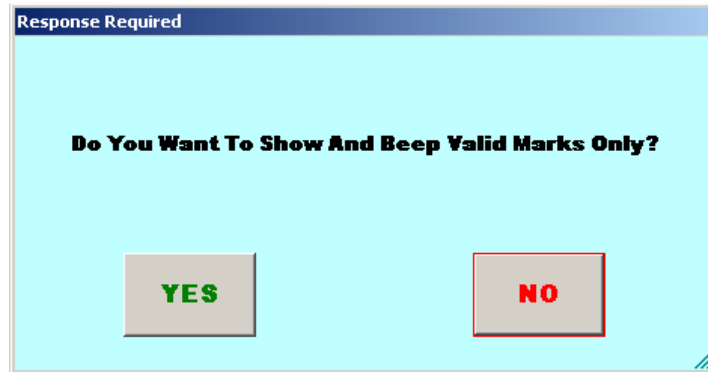 Response Required
Do You Want To Show And Beep Valid Marks Only?
YES
NO